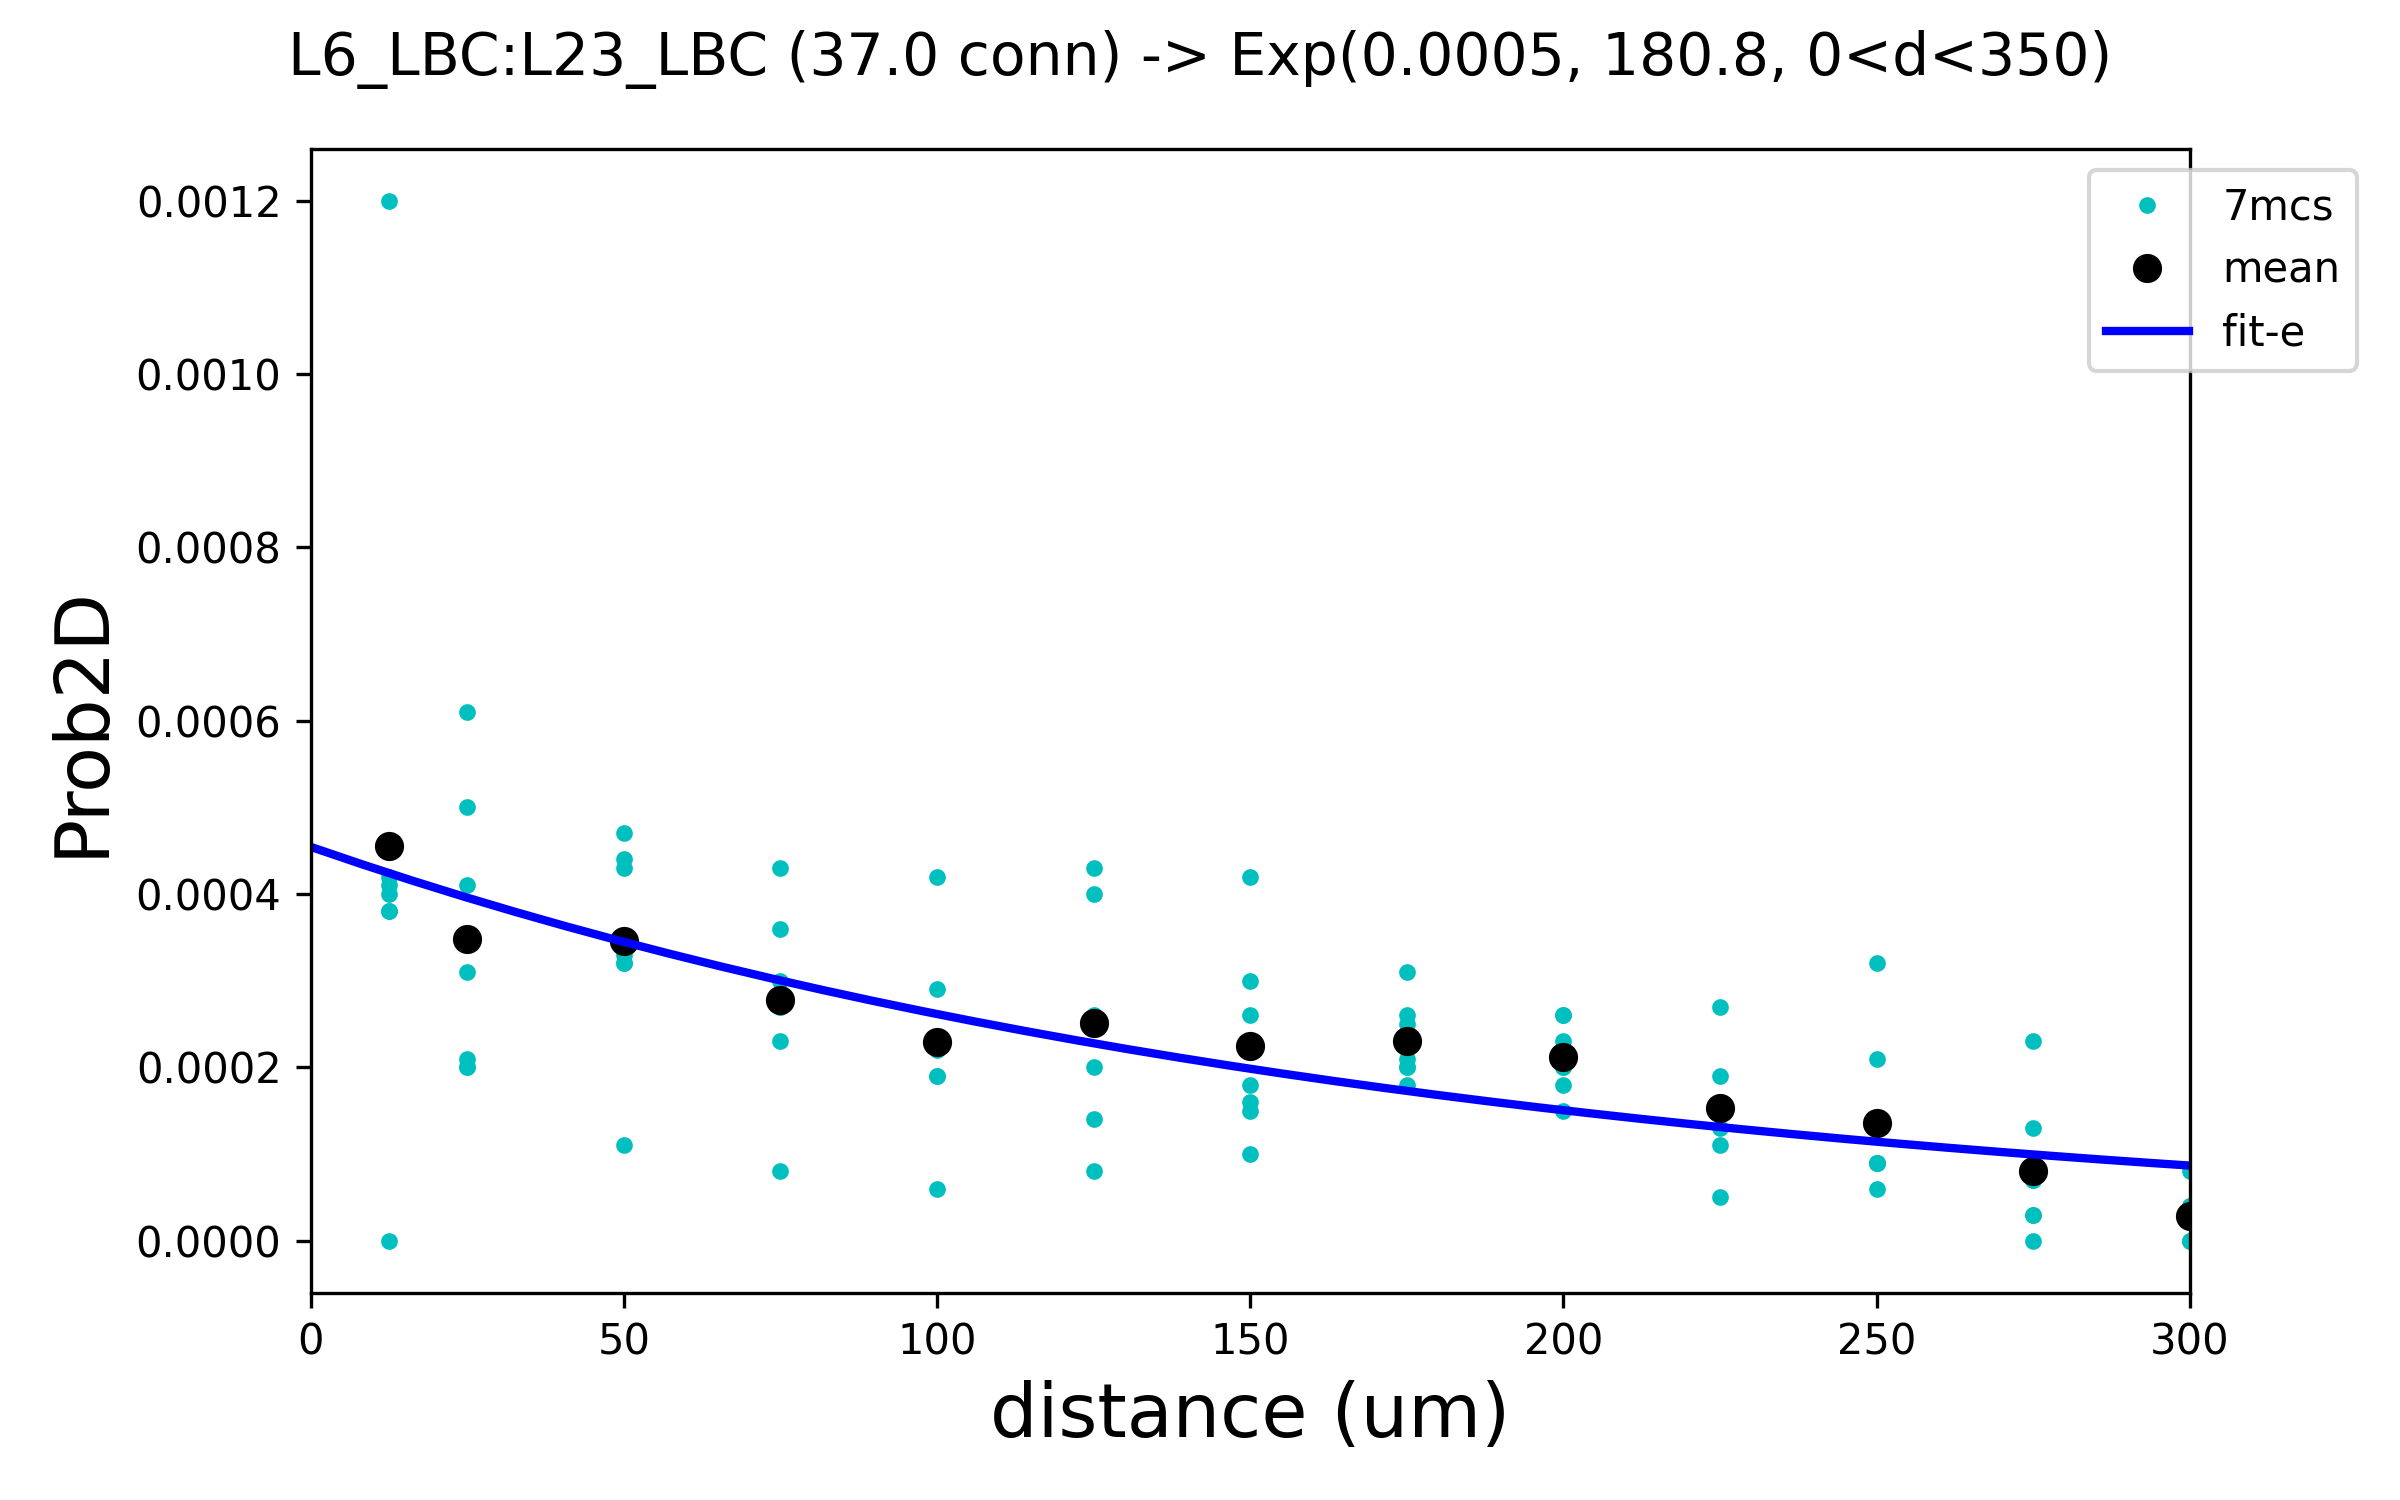 L6_LBC:L23_LBC (37.0 conn) -> Exp(0.0005, 180.8, 0<d<350)
7mcs
mean
fit-e
0.0012
0.0010
0.0008
0.0006
0.0004
0.0002
0.0000
Prob2D
0 50 100 150 200 250 300
distance (um)